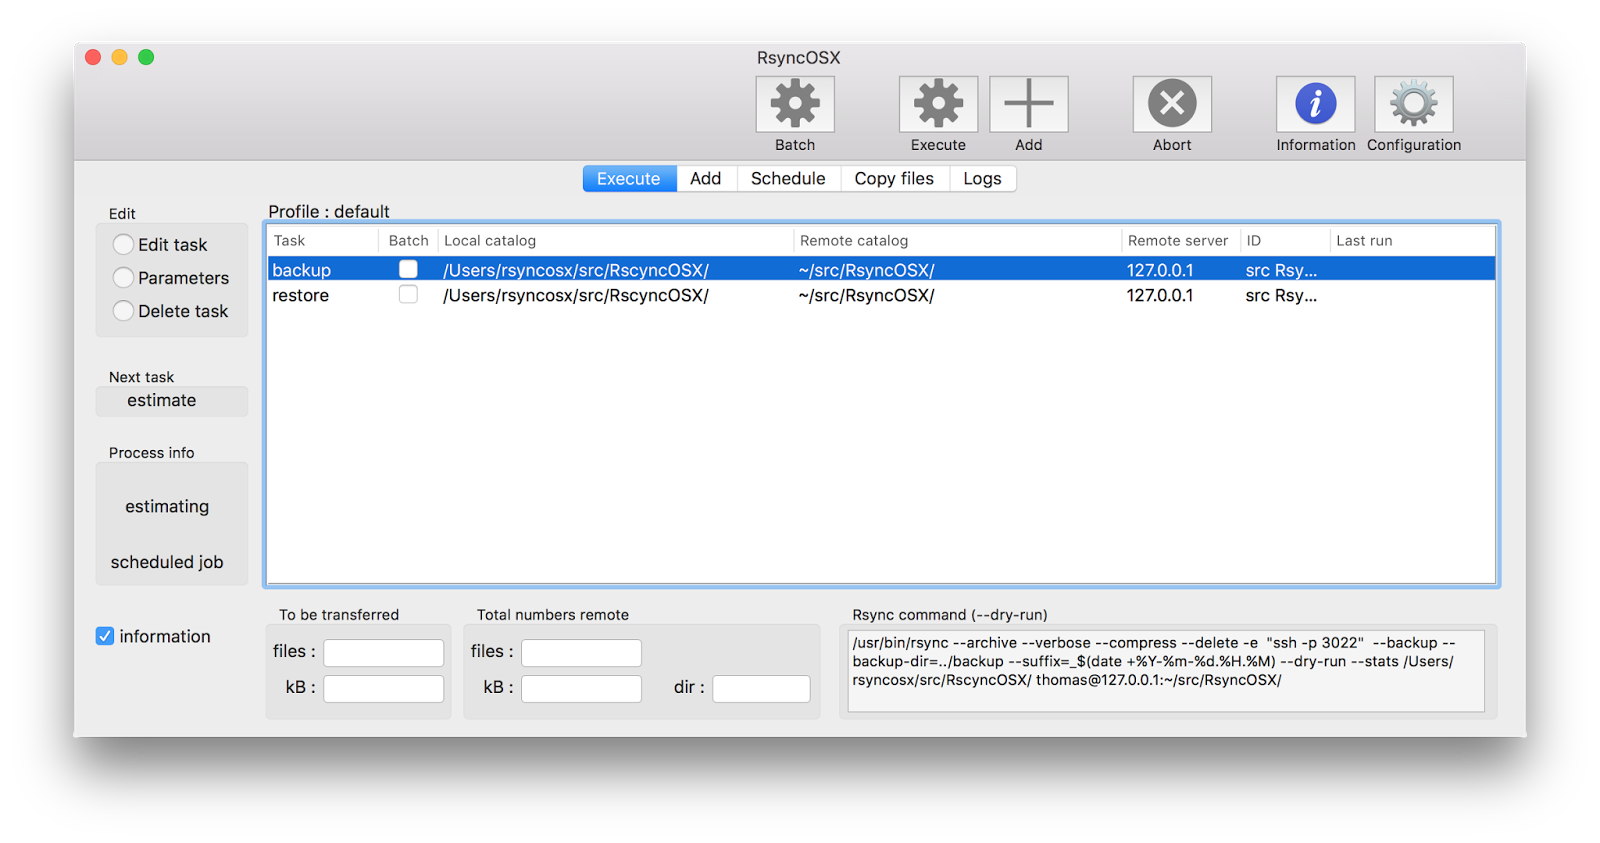 RsyncOSX
Batch
Execute
Add
Abort
Information
Configuration
Execute
Add
Schedule
Copy files
Logs
Edit
Edit task
Parameters
Delete task
Next task
estimate
Process info
estimating
scheduled job
information
Profile : default
Task Batch Local catalog Remote catalog Remote server ID Last run
backup /Users/rsyncosx/src/RscyncOSX/ ~/src/RsyncOSX/ 127.0.0.1 src Rsy...
restore /Users/rsyncosx/src/RscyncOSX/ ~/src/RsyncOSX/ 127.0.0.1 src Rsy...
To be transferred
files :
kB :
Total numbers remote
files :
kB :
dir :
Rsync command (--dry-run)
/usr/bin/rsync --archive --verbose --compress --delete -e "ssh -p 3022" --backup --
backup-dir=../backup --suffix=_$(date +%Y-%m-%d.%H.%M) --dry-run --stats /Users/
rsyncosx/src/RscyncOSX/ thomas@127.0.0.1:~/src/RsyncOSX/